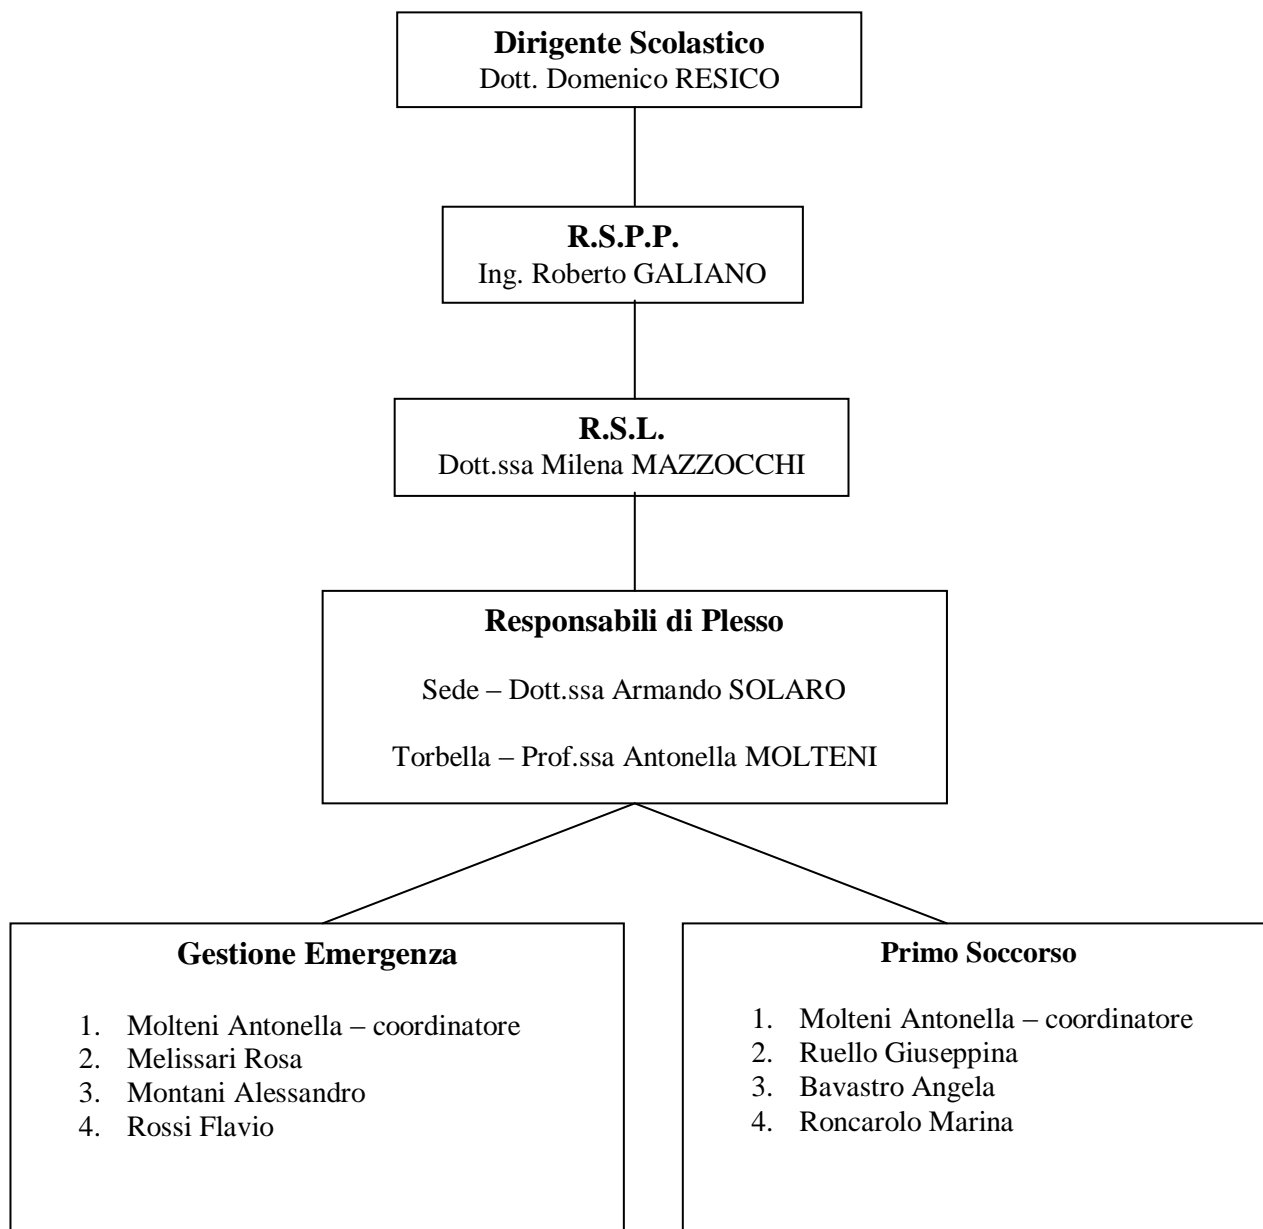 Dirigente Scolastico
Dott. Domenico RESICO
R.S.P.P.
Ing. Roberto GALIANO
R.S.L.
Dott.ssa Milena MAZZOCCHI
Responsabili di Plesso
Sede – Dott.ssa Armando SOLARO
Torbella – Prof.ssa Antonella MOLTENI
Gestione Emergenza
1. Molteni Antonella – coordinatore
2. Melissari Rosa
3. Montani Alessandro
4. Rossi Flavio
Primo Soccorso
1. Molteni Antonella – coordinatore
2. Ruello Giuseppina
3. Bavastro Angela
4. Roncarolo Marina